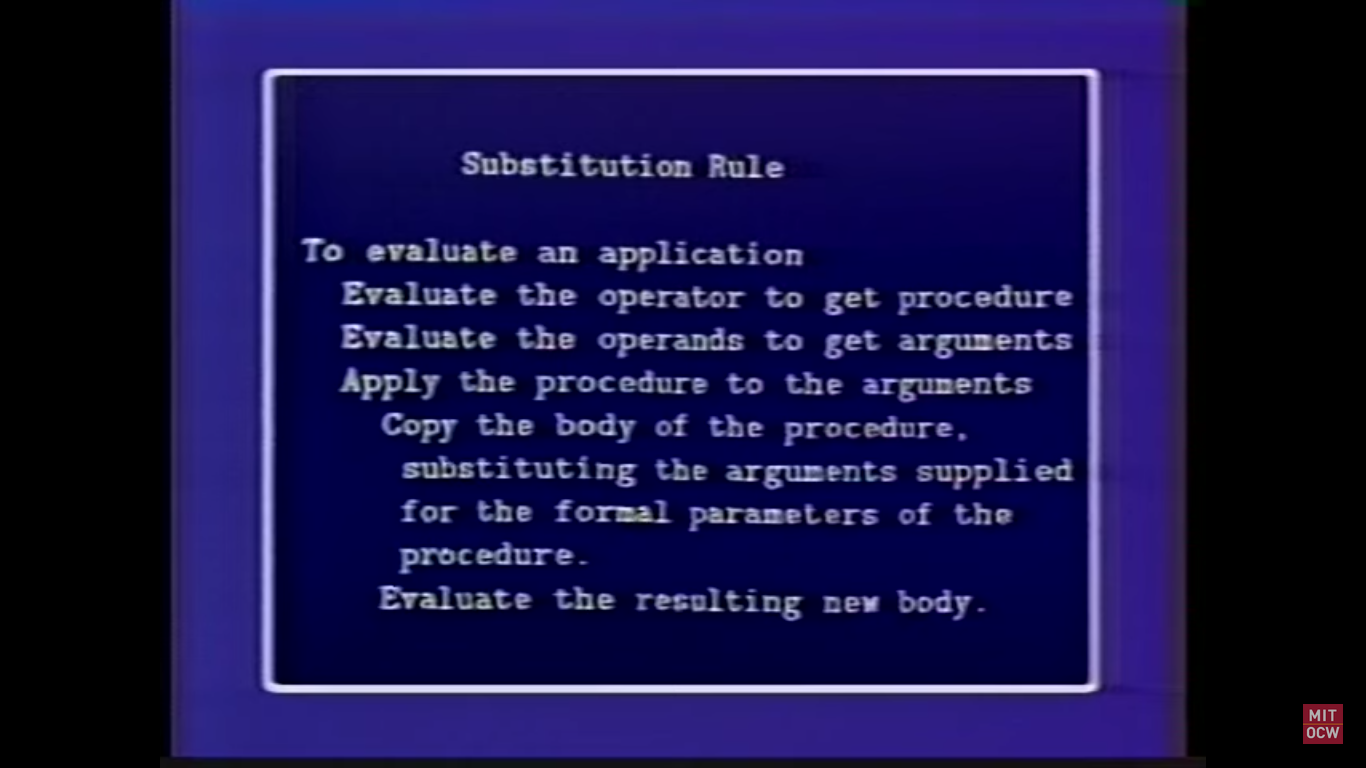 Substitution Rule
To evaluate an application
Evaluate the operator to get procedure
Evaluate the operands to get arguments
Apply the procedure to the arguments
Copy the body of the procedure,
substituting the arguments supplied
for the formal parameters of the
procedure.
Evaluate the resulting new body.
MIT
OCW